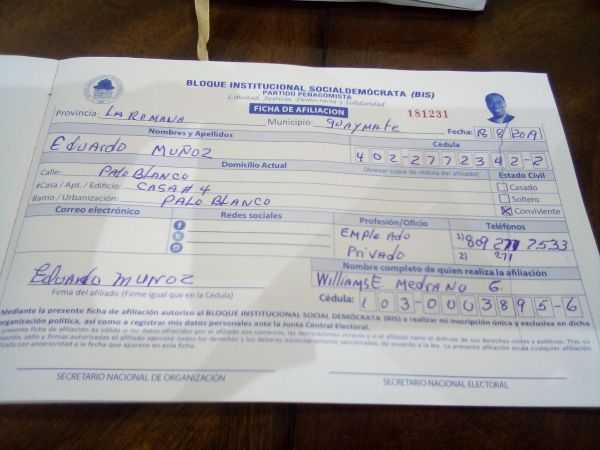 BLOQUE INSTITUCIONAL SOCIALDEMÓCRATA (BIS)
PARTIDO PEÑAGOMISTA
Libertad, Justicia, Democracia y Solidaridad
FICHA DE AFILIACION
181231
Provincia: LA ROMANA Municipio: guaymate Fecha: 18 8 2019
Nombres y Apellidos Cédula
Eduardo Muñoz 402-2772342-2
(Anexar copia de cédula del afiliado)
Domicilio Actual Estado Civil
Calle: PALO BLANCO Casado
#Casa / Apt. / Edificio: CASA # 4 Soltero
Barrio / Urbanización: PALO BLANCO Conviviente
Correo electrónico Redes sociales Profesión/Oficio Teléfonos
EMPLEADO 1) 809 271 7533
Privado 2) 271
Nombre completo de quien realiza la afiliación
Eduardo Munoz WilliamsE Medrano G.
Firma del afiliado (Firme igual que en la Cédula) Cédula: 103-0003895-6
Mediante la presente ficha de afiliación autorizo al BLOQUE INSTITUCIONAL SOCIAL DEMÓCRATA (BIS) a realizar mi inscripción única y exclusiva en dicha
organización política, así como a registrar mis datos personales ante la Junta Central Electoral.
SECRETARIO NACIONAL DE ORGANIZACIÓN SECRETARIO NACIONAL ELECTORAL